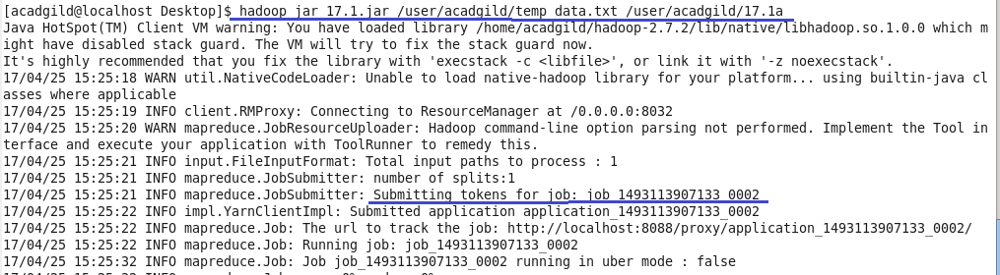 [acadgild@localhost Desktop]$ hadoop jar 17.1.jar /user/acadgild/temp data.txt /user/acadgild/17.1a
Java HotSpot(TM) Client VM warning: You have loaded library /home/acadgild/hadoop-2.7.2/lib/native/libhadoop.so.1.0.0 which m
ight have disabled stack guard. The VM will try to fix the stack guard now.
It's highly recommended that you fix the library with 'execstack -c <libfile>', or link it with '-z noexecstack'.
17/04/25 15:25:18 WARN util.NativeCodeLoader: Unable to load native-hadoop library for your platform... using builtin-java cl
asses where applicable
17/04/25 15:25:19 INFO client.RMProxy: Connecting to ResourceManager at /0.0.0.0:8032
17/04/25 15:25:20 WARN mapreduce.JobResourceUploader: Hadoop command-line option parsing not performed. Implement the Tool in
terface and execute your application with ToolRunner to remedy this.
17/04/25 15:25:21 INFO input.FileInputFormat: Total input paths to process : 1
17/04/25 15:25:21 INFO mapreduce.JobSubmitter: number of splits:1
17/04/25 15:25:21 INFO mapreduce.JobSubmitter: Submitting tokens for job: job_1493113907133_0002
17/04/25 15:25:22 INFO impl.YarnClientImpl: Submitted application application_1493113907133_0002
17/04/25 15:25:22 INFO mapreduce.Job: The url to track the job: http://localhost:8088/proxy/application_1493113907133_0002/
17/04/25 15:25:22 INFO mapreduce.Job: Running job: job_1493113907133_0002
17/04/25 15:25:32 INFO mapreduce.Job: Job job_1493113907133_0002 running in uber mode : false